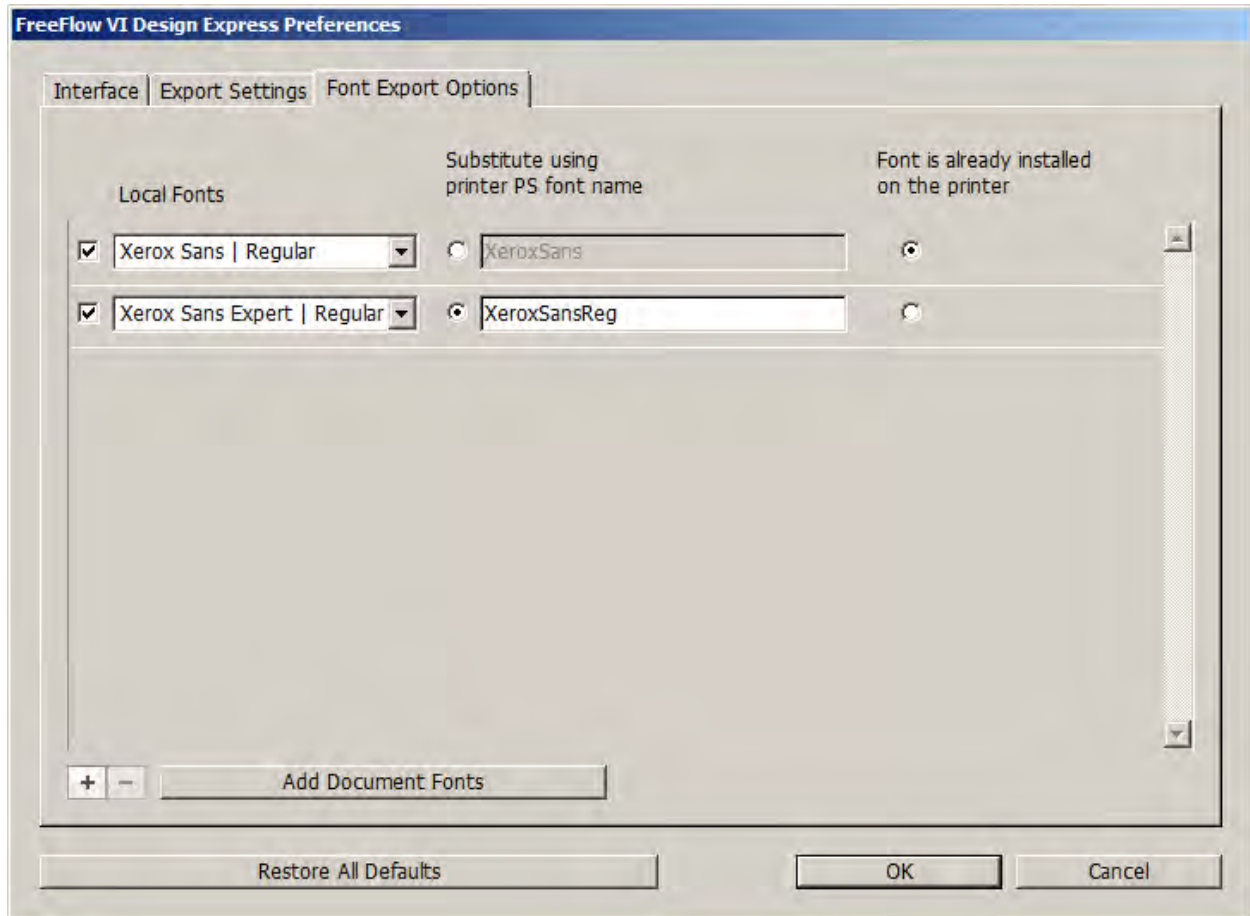 FreeFlow VI Design Express Preferences
Interface
Export Settings
Font Export Options
Local Fonts
Substitute using
printer PS font name
Font is already installed
on the printer
Xerox Sans | Regular
XeroxSans
Xerox Sans Expert | Regular
XeroxSansReg
+
-
Add Document Fonts
Restore All Defaults
OK
Cancel